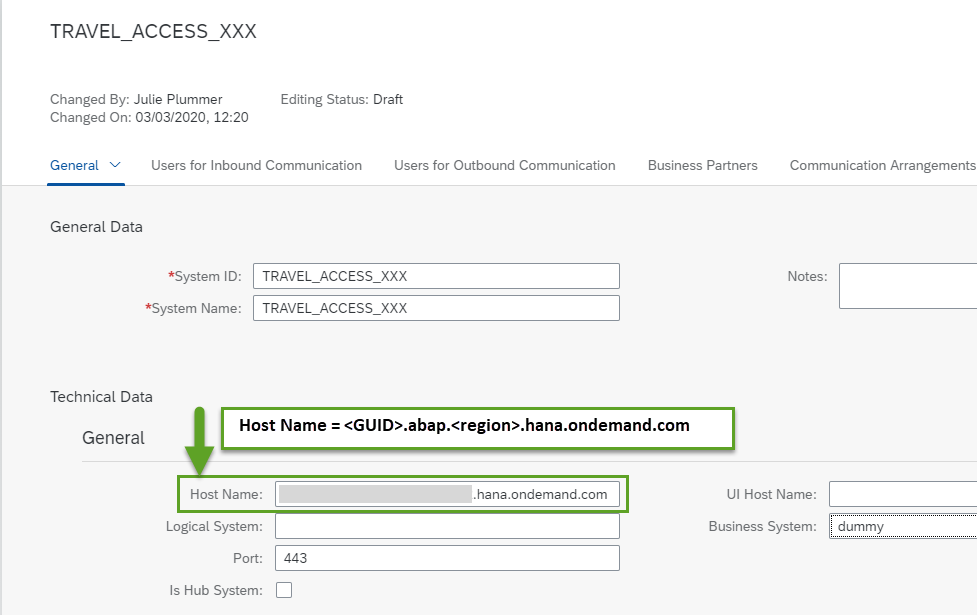 TRAVEL_ACCESS_XXX
Changed By: Julie Plummer Editing Status: Draft
Changed On: 03/03/2020, 12:20
General Users for Inbound Communication Users for Outbound Communication Business Partners Communication Arrangements
General Data
*System ID: TRAVEL_ACCESS_XXX Notes:
*System Name: TRAVEL_ACCESS_XXX
Technical Data
Host Name = <GUID>.abap.<region>.hana.ondemand.com
General
Host Name: .hana.ondemand.com UI Host Name:
Logical System: Business System: dummy
Port: 443
Is Hub System: